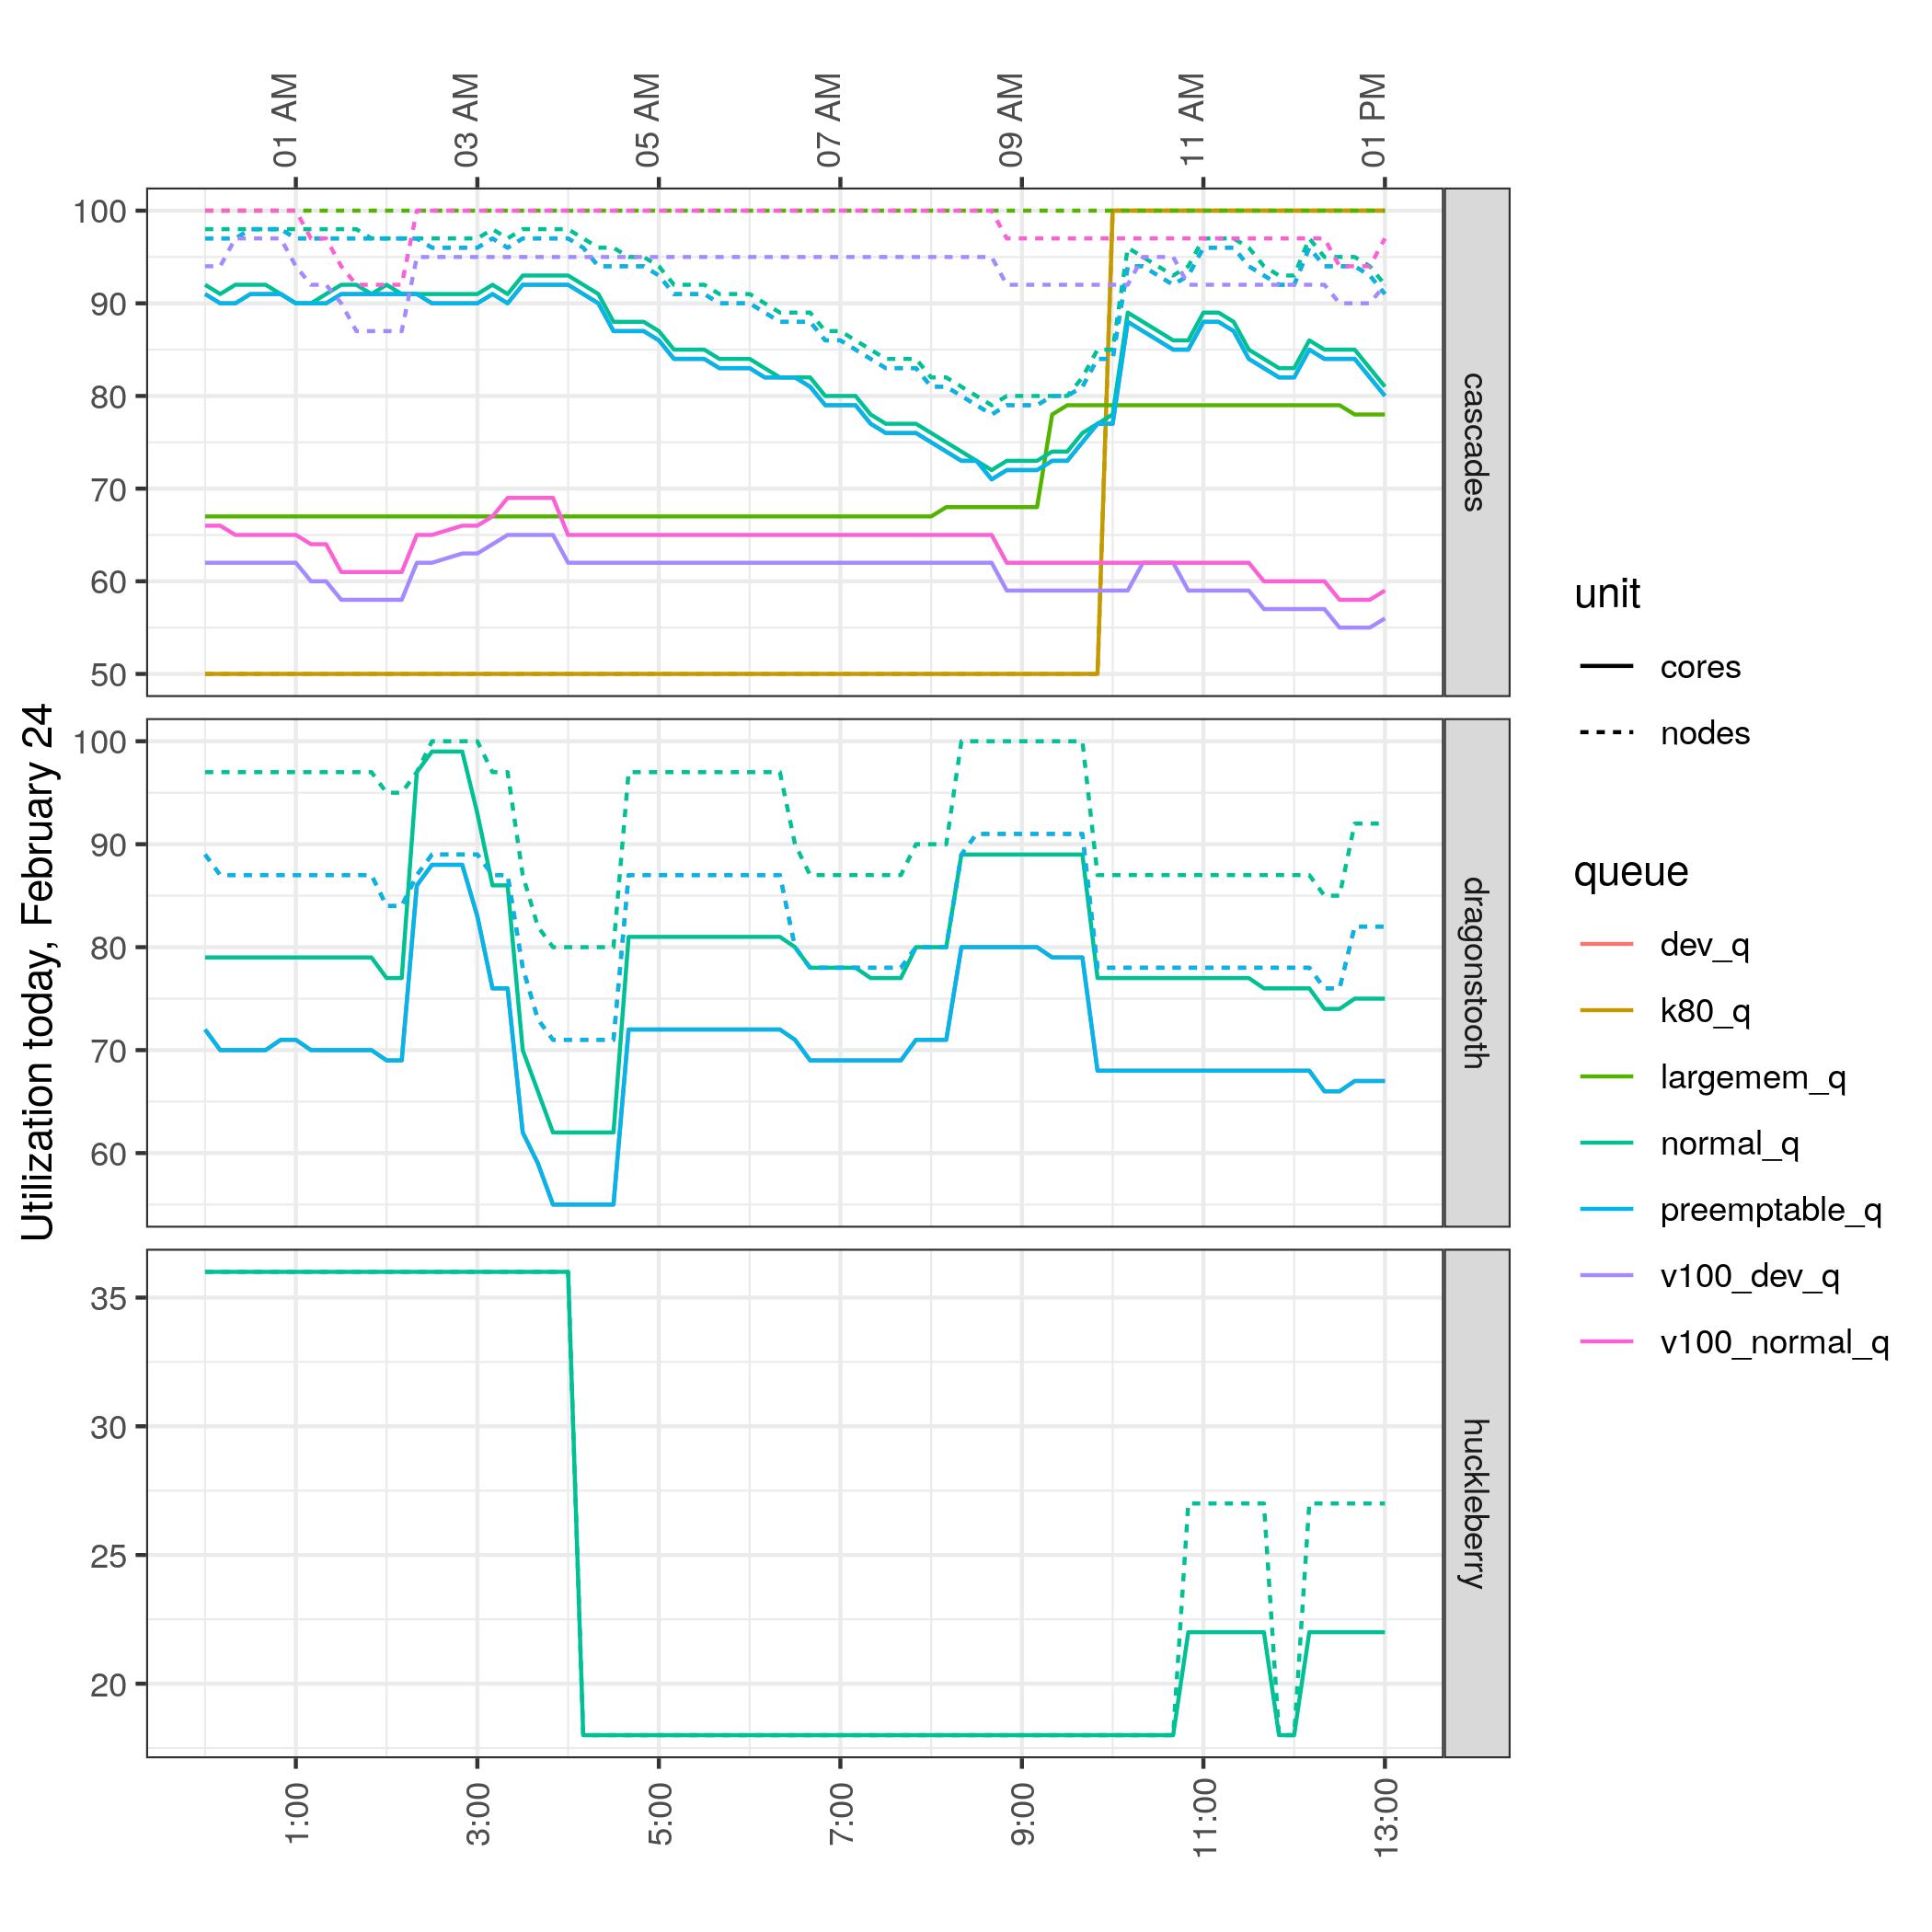 01 AM
03 AM
05 AM
07 AM
09 AM
11 AM
01 PM
Utilization today, February 24
100
90
80
70
60
50
cascades
100
90
80
70
60
dragonstooth
35
30
25
20
huckleberry
1:00
3:00
5:00
7:00
9:00
11:00
13:00
unit
cores
nodes
queue
dev_q
k80_q
largemem_q
normal_q
preemptable_q
v100_dev_q
v100_normal_q